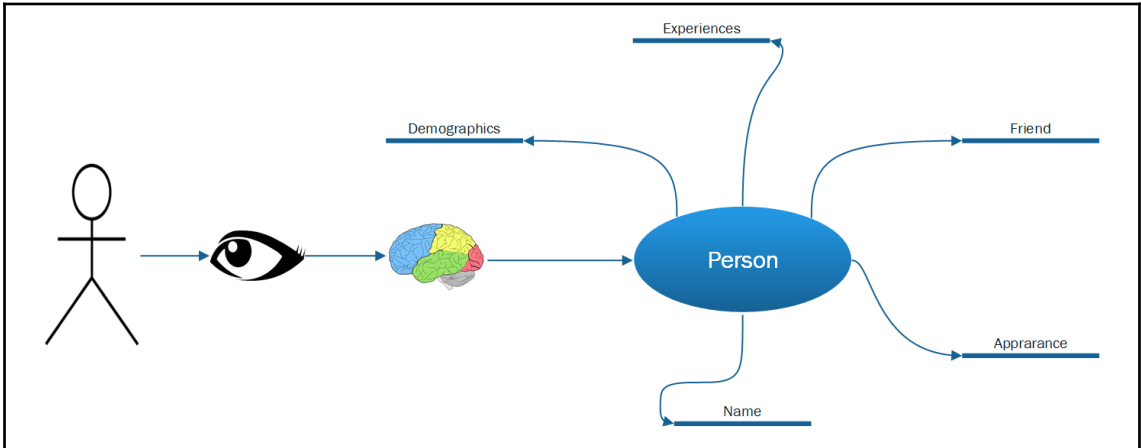 Experiences
Demographics
Friend
Person
Apprarance
Name